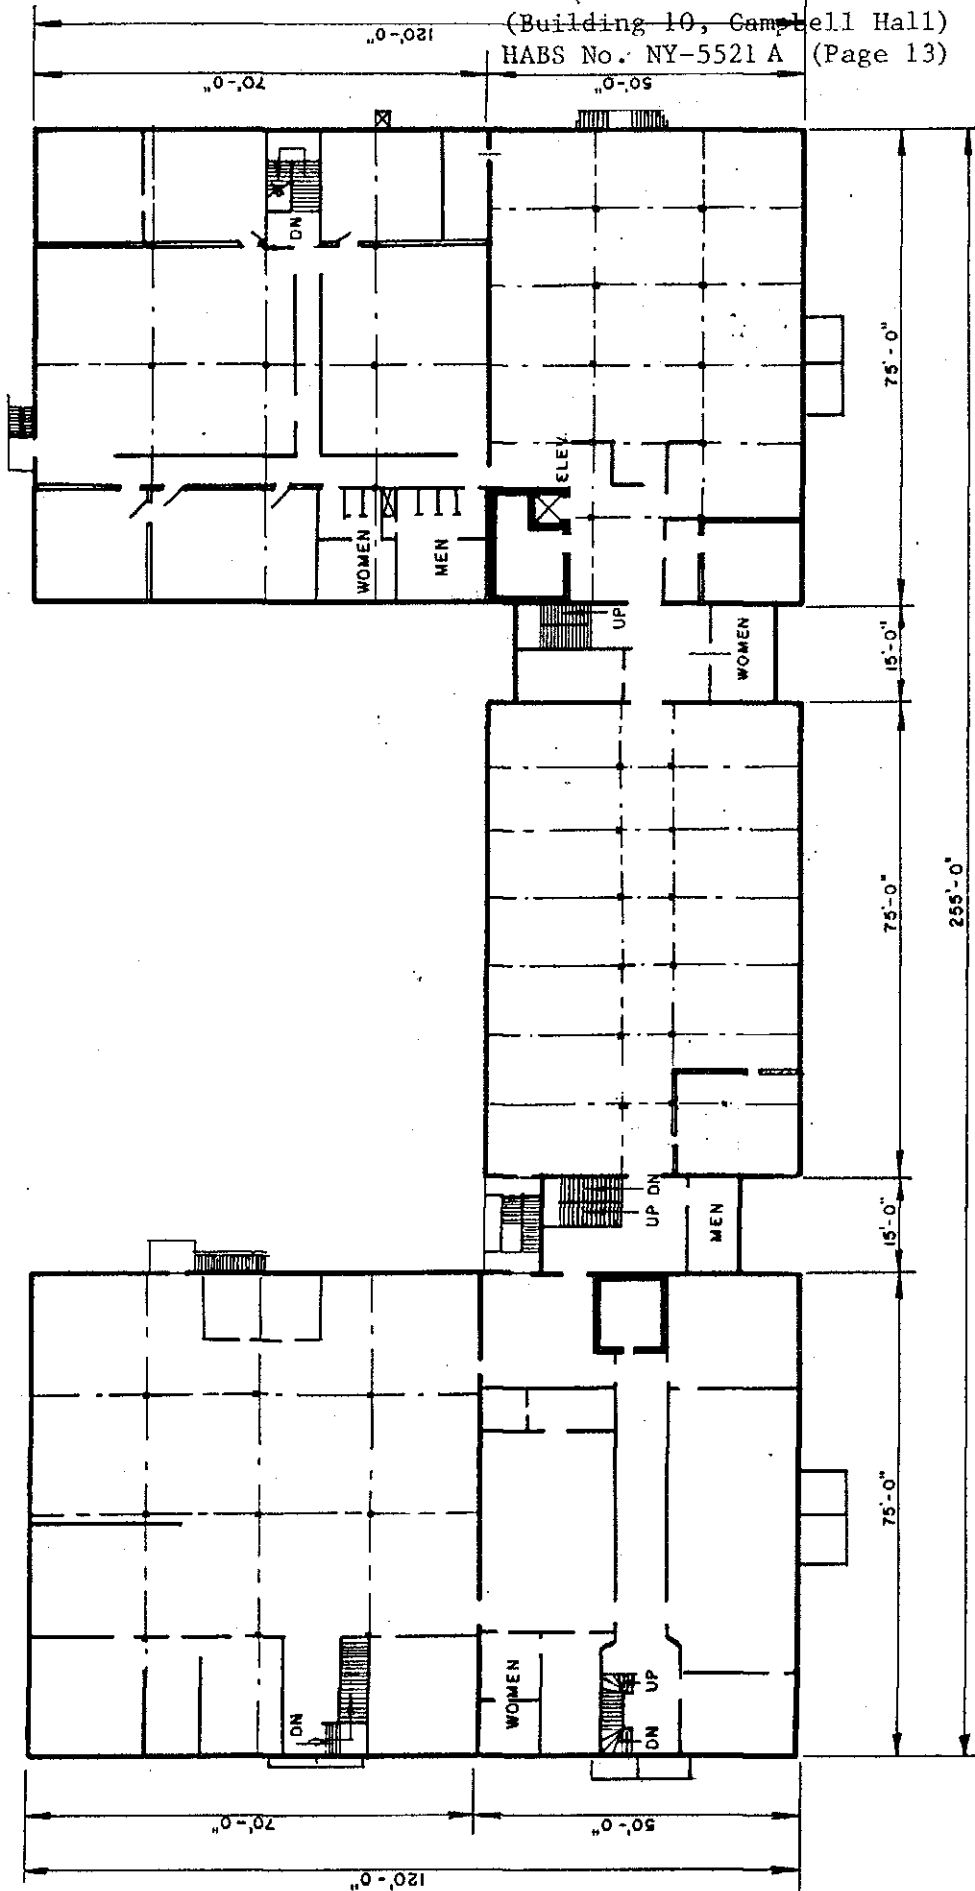 (Building 10, Campbell Hall)
HABS No. NY-5521 A (Page 13)
120'-0"
70'-0"
50'-0"
DN
75'-0"
ELEV.
WOMEN
MEN
UP
WOMEN
15'-0"
75'-0"
255'-0"
UP DN
MEN
15'-0"
75'-0"
DN
WOMEN
DN
UP
70'-0"
50'-0"
120'-0"